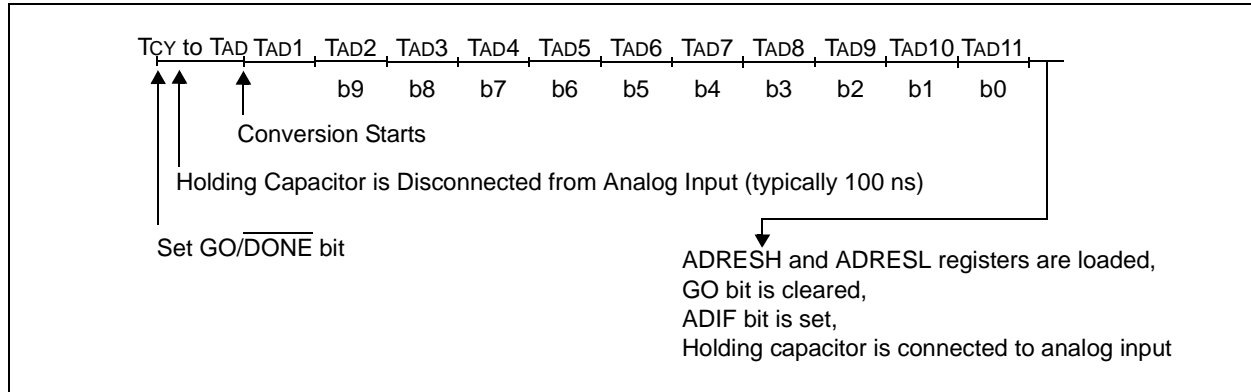 TCY to TAD TAD1 TAD2 TAD3 TAD4 TAD5 TAD6 TAD7 TAD8 TAD9 TAD10 TAD11
b9 b8 b7 b6 b5 b4 b3 b2 b1 b0
Conversion Starts
Holding Capacitor is Disconnected from Analog Input (typically 100 ns)
Set GO/DONE bit
ADRESH and ADRESL registers are loaded,
GO bit is cleared,
ADIF bit is set,
Holding capacitor is connected to analog input